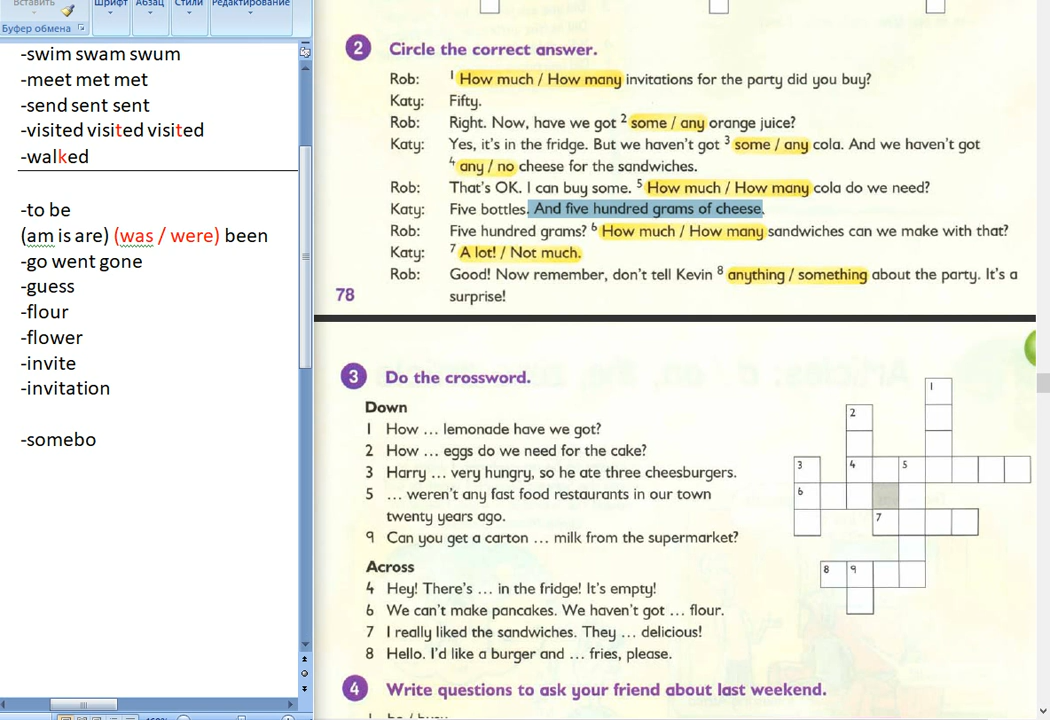 Вставить
Шрифт Абзац Стили Редактирование
Буфер обмена
-swim swam swum
-meet met met
-send sent sent
-visited visited visited
-walked
-to be
(am is are) (was / were) been
-go went gone
-guess
-flour
-flower
-invite
-invitation
-somebo
2 Circle the correct answer.
Rob: 1 How much / How many invitations for the party did you buy?
Katy: Fifty.
Rob: Right. Now, have we got 2 some / any orange juice?
Katy: Yes, it's in the fridge. But we haven't got 3 some / any cola. And we haven't got
4 any / no cheese for the sandwiches.
Rob: That's OK. I can buy some. 5 How much / How many cola do we need?
Katy: Five bottles. And five hundred grams of cheese.
Rob: Five hundred grams? 6 How much / How many sandwiches can we make with that?
Katy: 7 A lot! / Not much.
Rob: Good! Now remember, don't tell Kevin 8 anything / something about the party. It's a
surprise!
78
3 Do the crossword.
Down
1 How … lemonade have we got?
2 How … eggs do we need for the cake?
3 Harry … very hungry, so he ate three cheesburgers.
5 … weren't any fast food restaurants in our town
twenty years ago.
9 Can you get a carton … milk from the supermarket?
Across
4 Hey! There's … in the fridge! It's empty!
6 We can't make pancakes. We haven't got … flour.
7 I really liked the sandwiches. They … delicious!
8 Hello. I'd like a burger and … fries, please.
1
2
3 4 5
6
7
8 9
4 Write questions to ask your friend about last weekend.